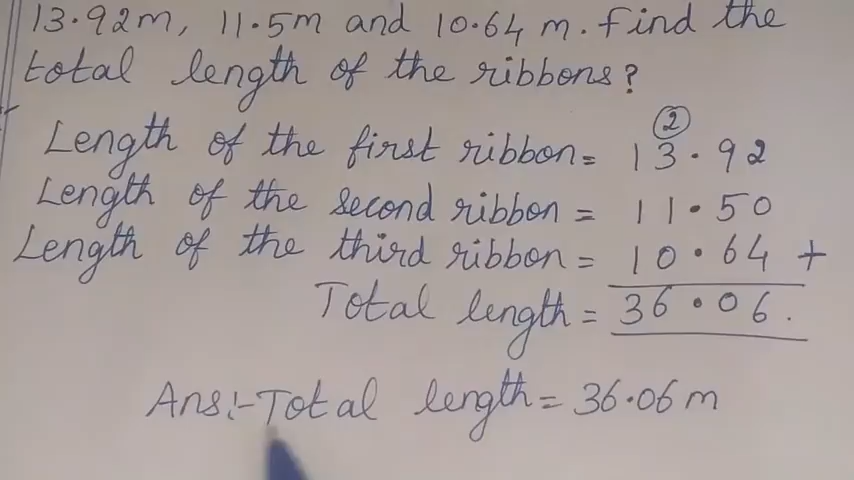 13.92m, 11.5m and 10.64 m. find the
total length of the ribbons?
②
Length of the first ribbon = 13.92
Length of the second ribbon = 11.50
Length of the third ribbon = 10.64 +
Total length = 36.06.
Ans:- Total length = 36.06 m